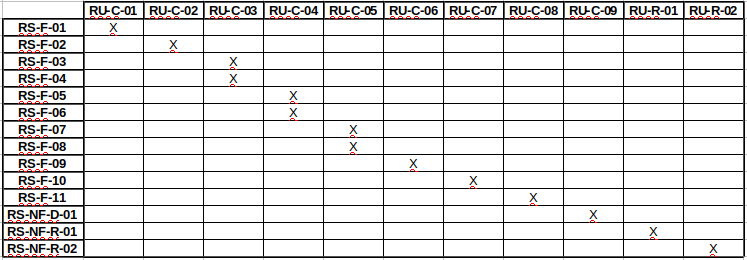 RU-C-01 RU-C-02 RU-C-03 RU-C-04 RU-C-05 RU-C-06 RU-C-07 RU-C-08 RU-C-09 RU-R-01 RU-R-02
RS-F-01 X
RS-F-02 X
RS-F-03 X
RS-F-04 X
RS-F-05 X
RS-F-06 X
RS-F-07 X
RS-F-08 X
RS-F-09 X
RS-F-10 X
RS-F-11 X
RS-NF-D-01 X
RS-NF-R-01 X
RS-NF-R-02 X